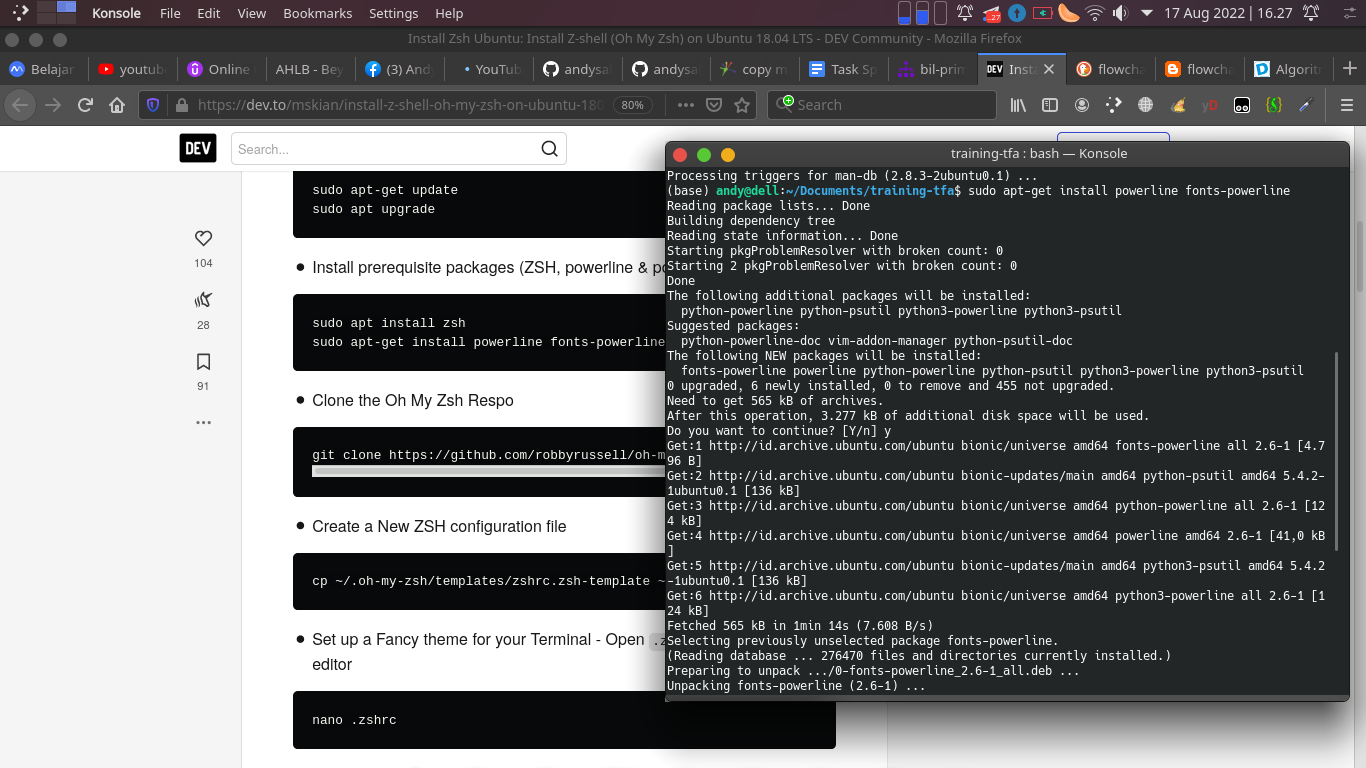 Konsole File Edit View Bookmarks Settings Help 27 17 Aug 2022 | 16.27
Install Zsh Ubuntu: Install Z-shell (Oh My Zsh) on Ubuntu 18.04 LTS - DEV Community - Mozilla Firefox
Belajar youtub Online AHLB - Bey (3) And YouTub andysa andysa copy m Task Sp bil-prim DEV Inst flowcha flowcha Algorit
https://dev.to/mskian/install-z-shell-oh-my-zsh-on-ubuntu-180 80% Search yD
DEV Search...
sudo apt-get update
sudo apt upgrade
104
Install prerequisite packages (ZSH, powerline & po
28
sudo apt install zsh
sudo apt-get install powerline fonts-powerline
91
Clone the Oh My Zsh Respo
git clone https://github.com/robbyrussell/oh-m
Create a New ZSH configuration file
cp ~/.oh-my-zsh/templates/zshrc.zsh-template ~
Set up a Fancy theme for your Terminal - Open .z
editor
nano .zshrc
training-tfa : bash — Konsole
Processing triggers for man-db (2.8.3-2ubuntu0.1) ...
(base) andy@dell:~/Documents/training-tfa$ sudo apt-get install powerline fonts-powerline
Reading package lists... Done
Building dependency tree
Reading state information... Done
Starting pkgProblemResolver with broken count: 0
Starting 2 pkgProblemResolver with broken count: 0
Done
The following additional packages will be installed:
  python-powerline python-psutil python3-powerline python3-psutil
Suggested packages:
  python-powerline-doc vim-addon-manager python-psutil-doc
The following NEW packages will be installed:
  fonts-powerline powerline python-powerline python-psutil python3-powerline python3-psutil
0 upgraded, 6 newly installed, 0 to remove and 455 not upgraded.
Need to get 565 kB of archives.
After this operation, 3.277 kB of additional disk space will be used.
Do you want to continue? [Y/n] y
Get:1 http://id.archive.ubuntu.com/ubuntu bionic/universe amd64 fonts-powerline all 2.6-1 [4.7
96 B]
Get:2 http://id.archive.ubuntu.com/ubuntu bionic-updates/main amd64 python-psutil amd64 5.4.2-
1ubuntu0.1 [136 kB]
Get:3 http://id.archive.ubuntu.com/ubuntu bionic/universe amd64 python-powerline all 2.6-1 [12
4 kB]
Get:4 http://id.archive.ubuntu.com/ubuntu bionic/universe amd64 powerline amd64 2.6-1 [41,0 kB
]
Get:5 http://id.archive.ubuntu.com/ubuntu bionic-updates/main amd64 python3-psutil amd64 5.4.2
-1ubuntu0.1 [136 kB]
Get:6 http://id.archive.ubuntu.com/ubuntu bionic/universe amd64 python3-powerline all 2.6-1 [1
24 kB]
Fetched 565 kB in 1min 14s (7.608 B/s)
Selecting previously unselected package fonts-powerline.
(Reading database ... 276470 files and directories currently installed.)
Preparing to unpack .../0-fonts-powerline_2.6-1_all.deb ...
Unpacking fonts-powerline (2.6-1) ...